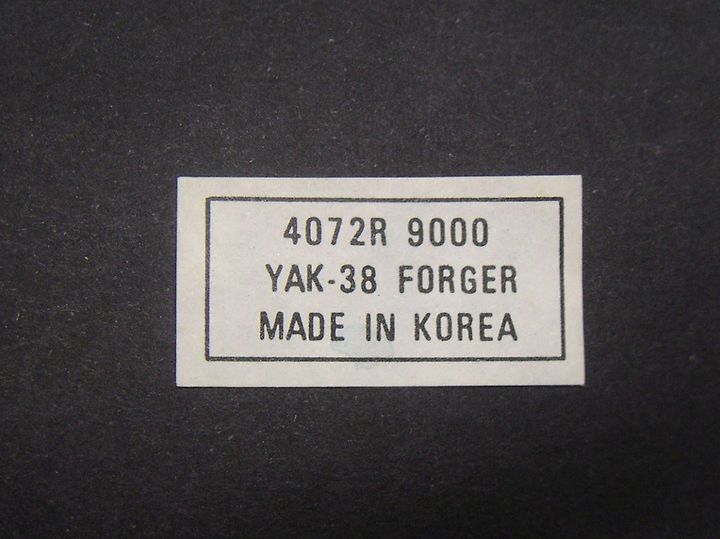 4072R 9000
YAK-38 FORGER
MADE IN KOREA